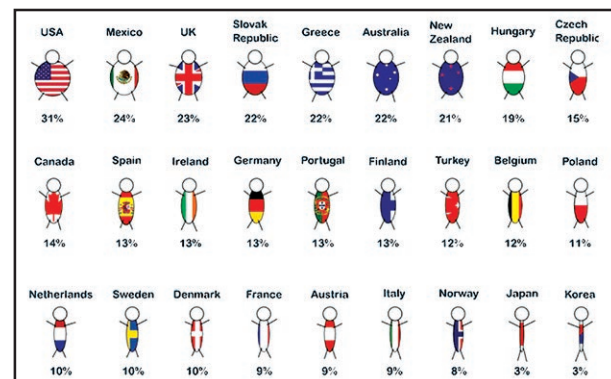 USA Mexico UK Slovak Republic Greece Australia New Zealand Hungary Czech Republic
31% 24% 23% 22% 22% 22% 21% 19% 15%
Canada Spain Ireland Germany Portugal Finland Turkey Belgium Poland
14% 13% 13% 13% 13% 13% 12% 12% 11%
Netherlands Sweden Denmark France Austria Italy Norway Japan Korea
10% 10% 10% 9% 9% 9% 8% 3% 3%